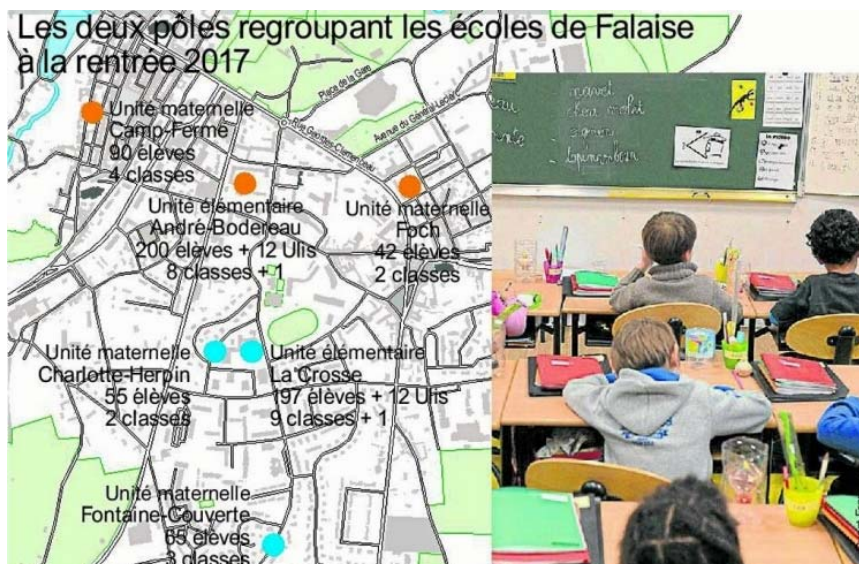 Les deux pôles regroupant les écoles de Falaise
à la rentrée 2017
Place de la Gare
Rue Georges-Clemenceau
Avenue du Général-Leclerc
Unité maternelle
Camp-Fermé
90 élèves
4 classes
Unité élémentaire
André-Bodereau
200 élèves + 12 Ulis
8 classes + 1
Unité maternelle
Foch
42 élèves
2 classes
Unité maternelle
Charlotte-Herpin
55 élèves
2 classes
Unité élémentaire
La Crosse
197 élèves + 12 Ulis
9 classes + 1
Unité maternelle
Fontaine-Couverte
65 élèves
3 classes